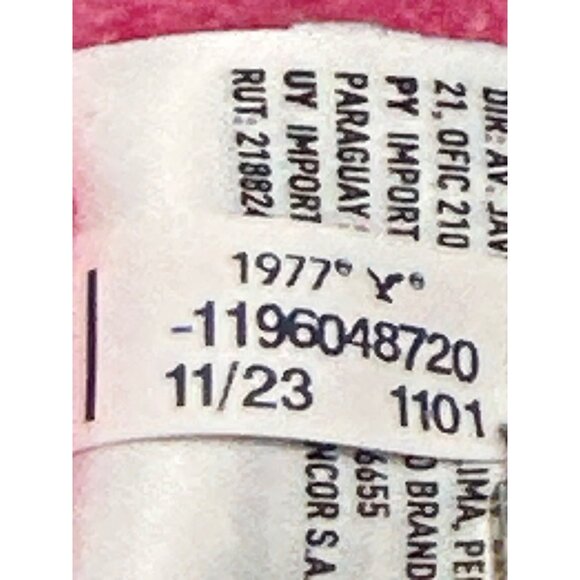 1977®
-1196048720
11/23 1101
DIR: AV. JAV
21, OFIC 210
PY IMPORT
PARAGUAY
UY IMPORT
RUT: 218824
IMA, PE
D BRAND
6655
NCOR S.A